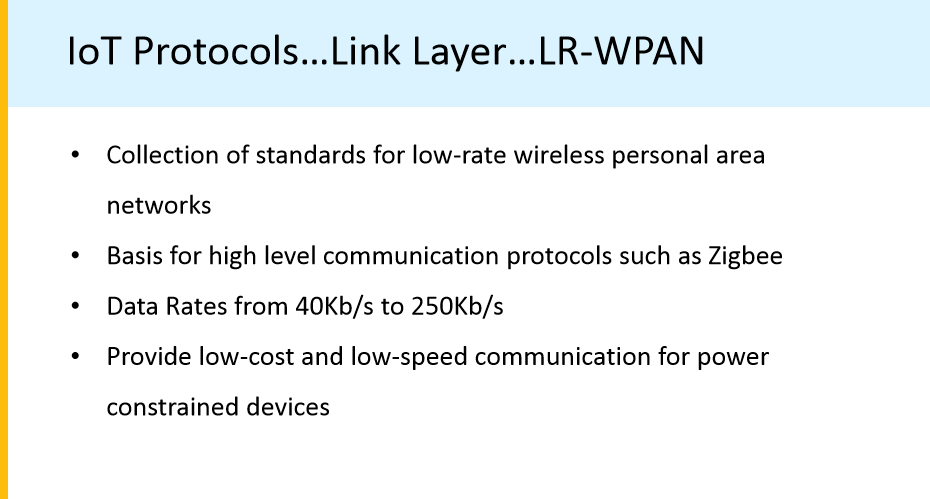 IoT Protocols...Link Layer...LR-WPAN
• Collection of standards for low-rate wireless personal area
networks
• Basis for high level communication protocols such as Zigbee
• Data Rates from 40Kb/s to 250Kb/s
• Provide low-cost and low-speed communication for power
constrained devices